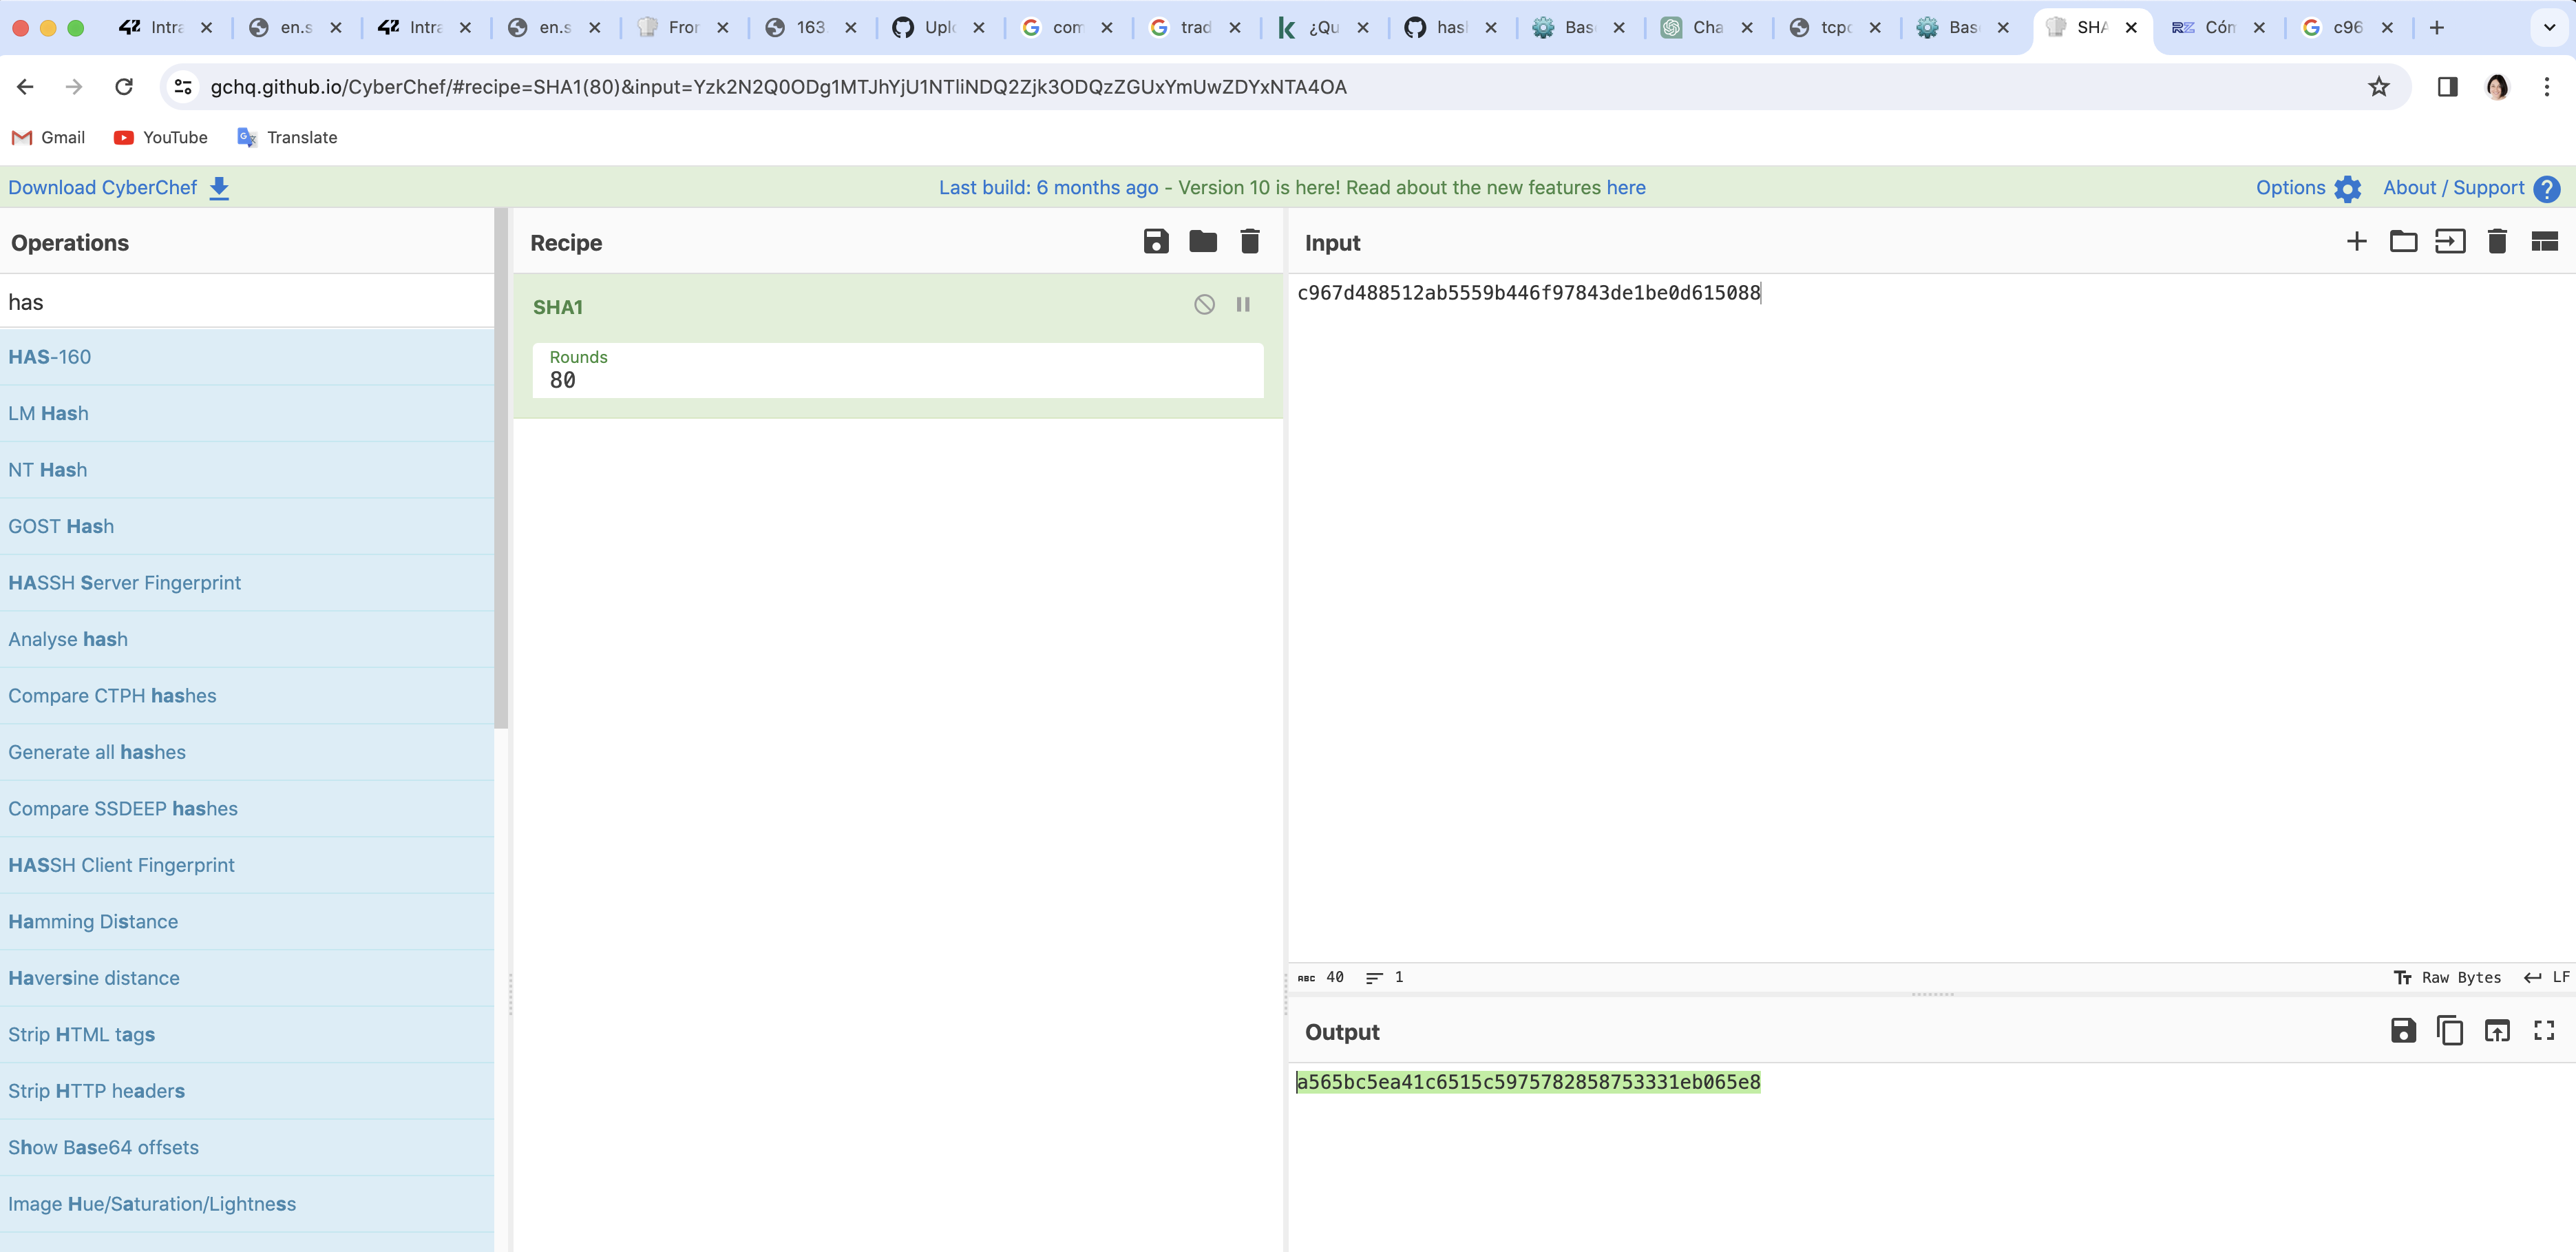 Intra
en.s
Intra
en.s
Fror
163.
Uplo
com
trad
¿Qu
hasl
Bas
Cha
tcpc
Bas
SHA
Cóm
c96
gchq.github.io/CyberChef/#recipe=SHA1(80)&input=Yzk2N2Q0ODg1MTJhYjU1NTliNDQ2Zjk3ODQzZGUxYmUwZDYxNTA4OA
Gmail
YouTube
Translate
Download CyberChef
Last build: 6 months ago - Version 10 is here! Read about the new features here
Options
About / Support
Operations
has
HAS-160
LM Hash
NT Hash
GOST Hash
HASSH Server Fingerprint
Analyse hash
Compare CTPH hashes
Generate all hashes
Compare SSDEEP hashes
HASSH Client Fingerprint
Hamming Distance
Haversine distance
Strip HTML tags
Strip HTTP headers
Show Base64 offsets
Image Hue/Saturation/Lightness
Recipe
SHA1
Rounds
80
Input
c967d488512ab5559b446f97843de1be0d615088
ABC 40
1
Raw Bytes
LF
Output
a565bc5ea41c6515c5975782858753331eb065e8